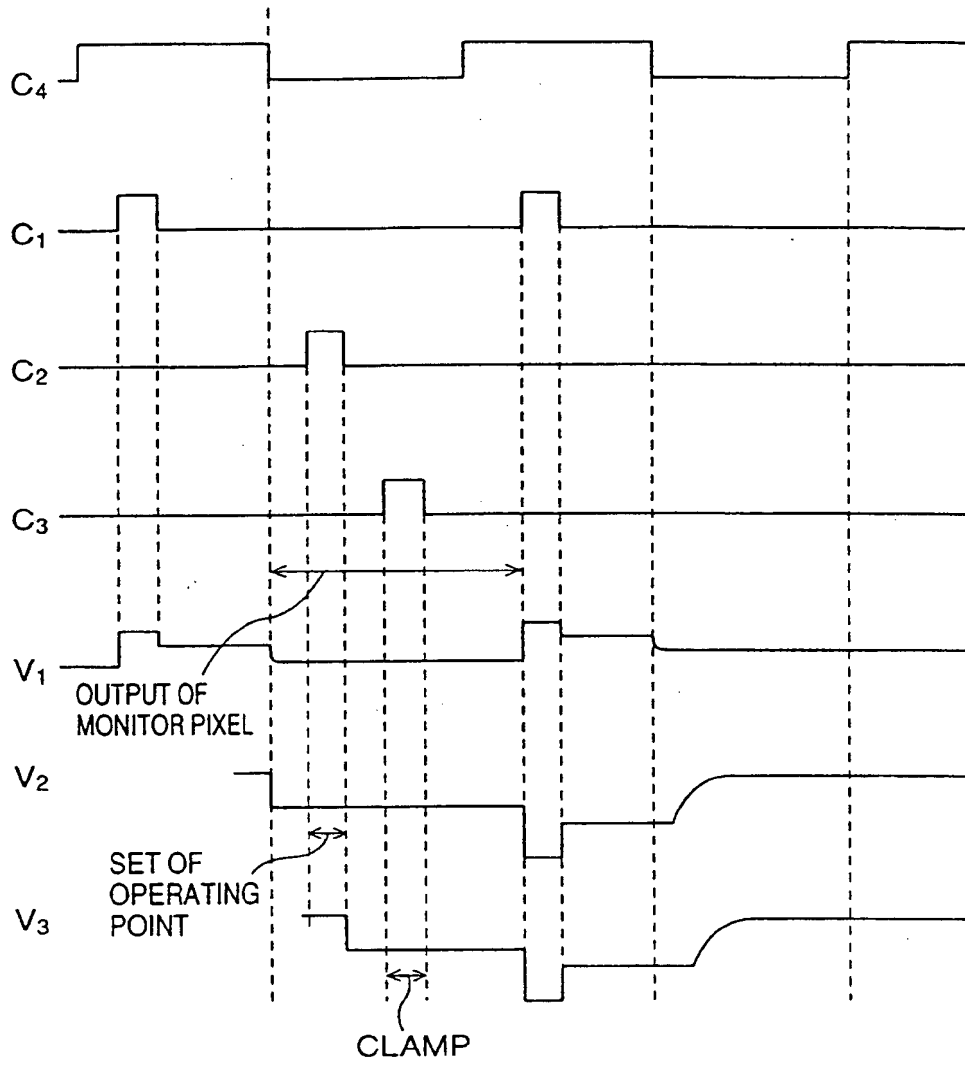 C4
C1
C2
C3
V1
OUTPUT OF
MONITOR PIXEL
V2
SET OF
OPERATING
POINT
V3
CLAMP